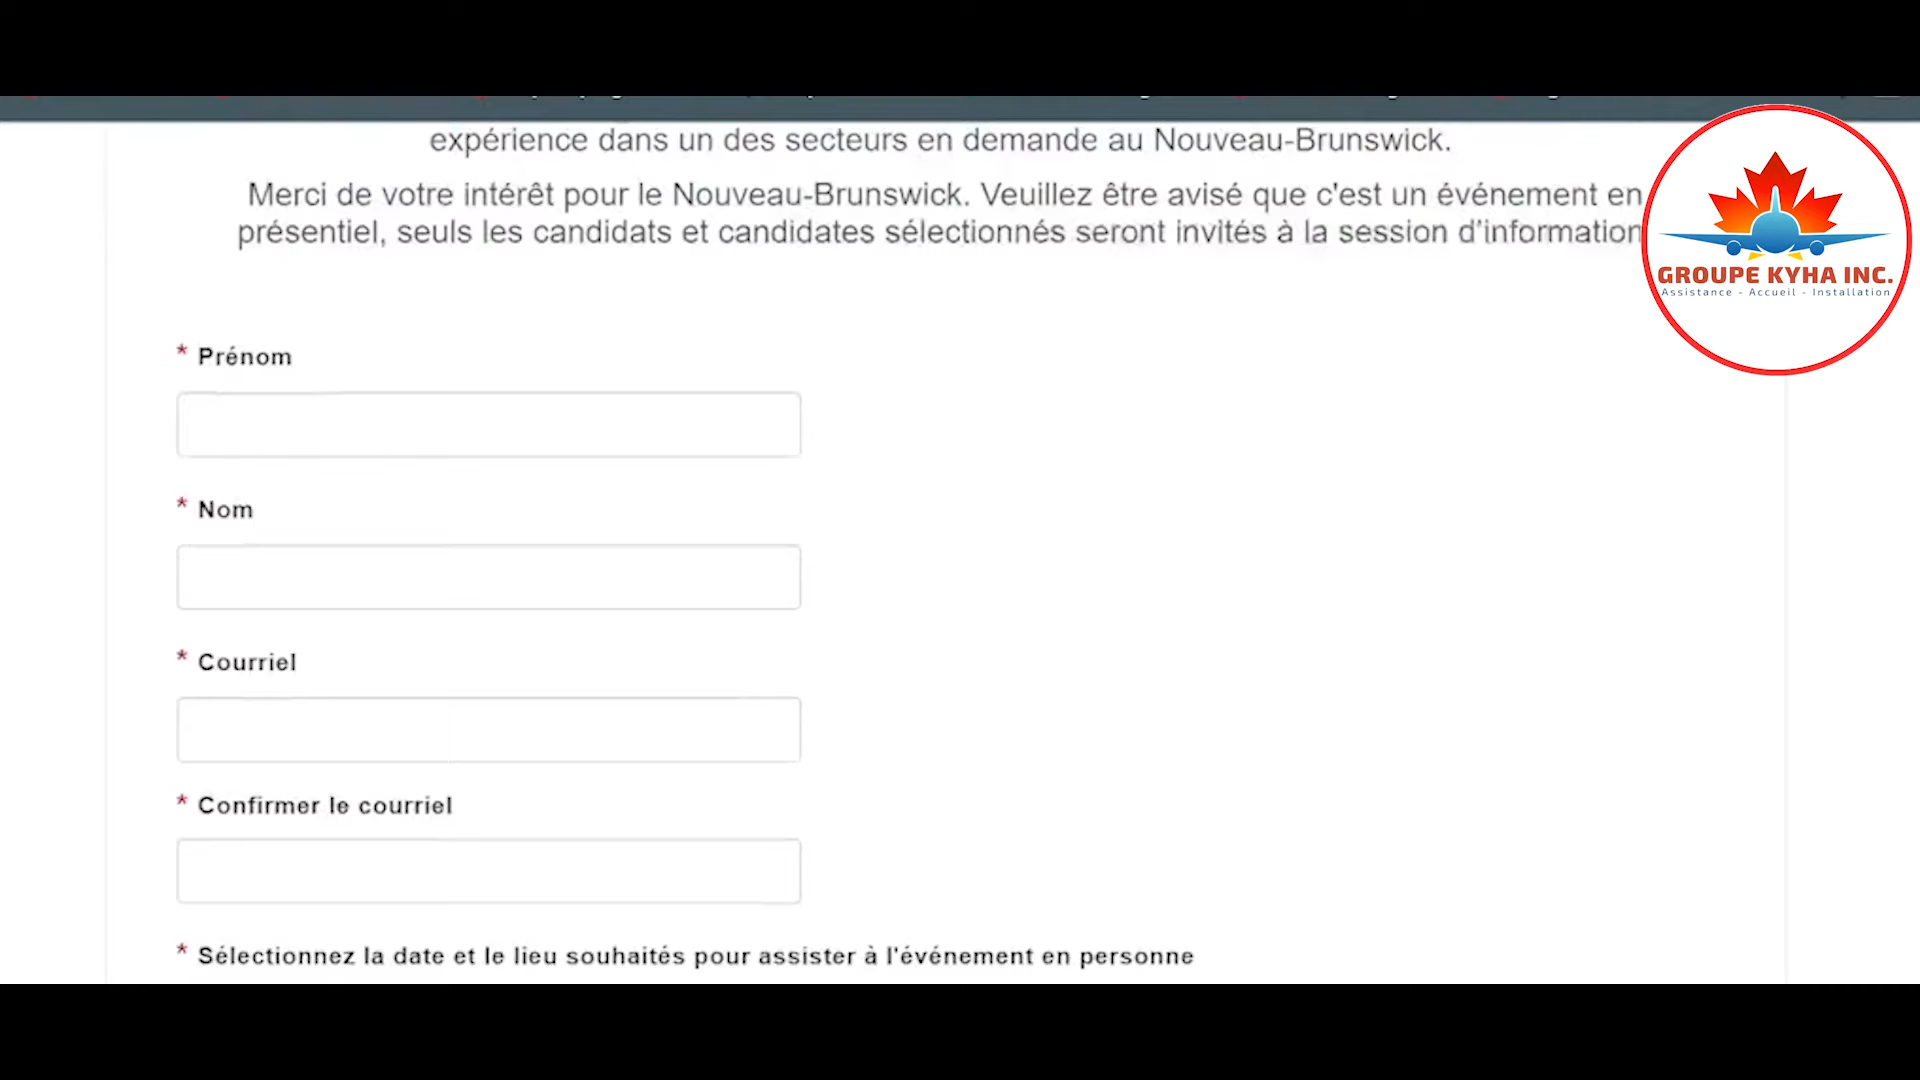 expérience dans un des secteurs en demande au Nouveau-Brunswick.
Merci de votre intérêt pour le Nouveau-Brunswick. Veuillez être avisé que c'est un événement en
présentiel, seuls les candidats et candidates sélectionnés seront invités à la session d'information
GROUPE KYHA INC.
Assistance - Accueil - Installation
* Prénom
* Nom
* Courriel
* Confirmer le courriel
* Sélectionnez la date et le lieu souhaités pour assister à l'événement en personne